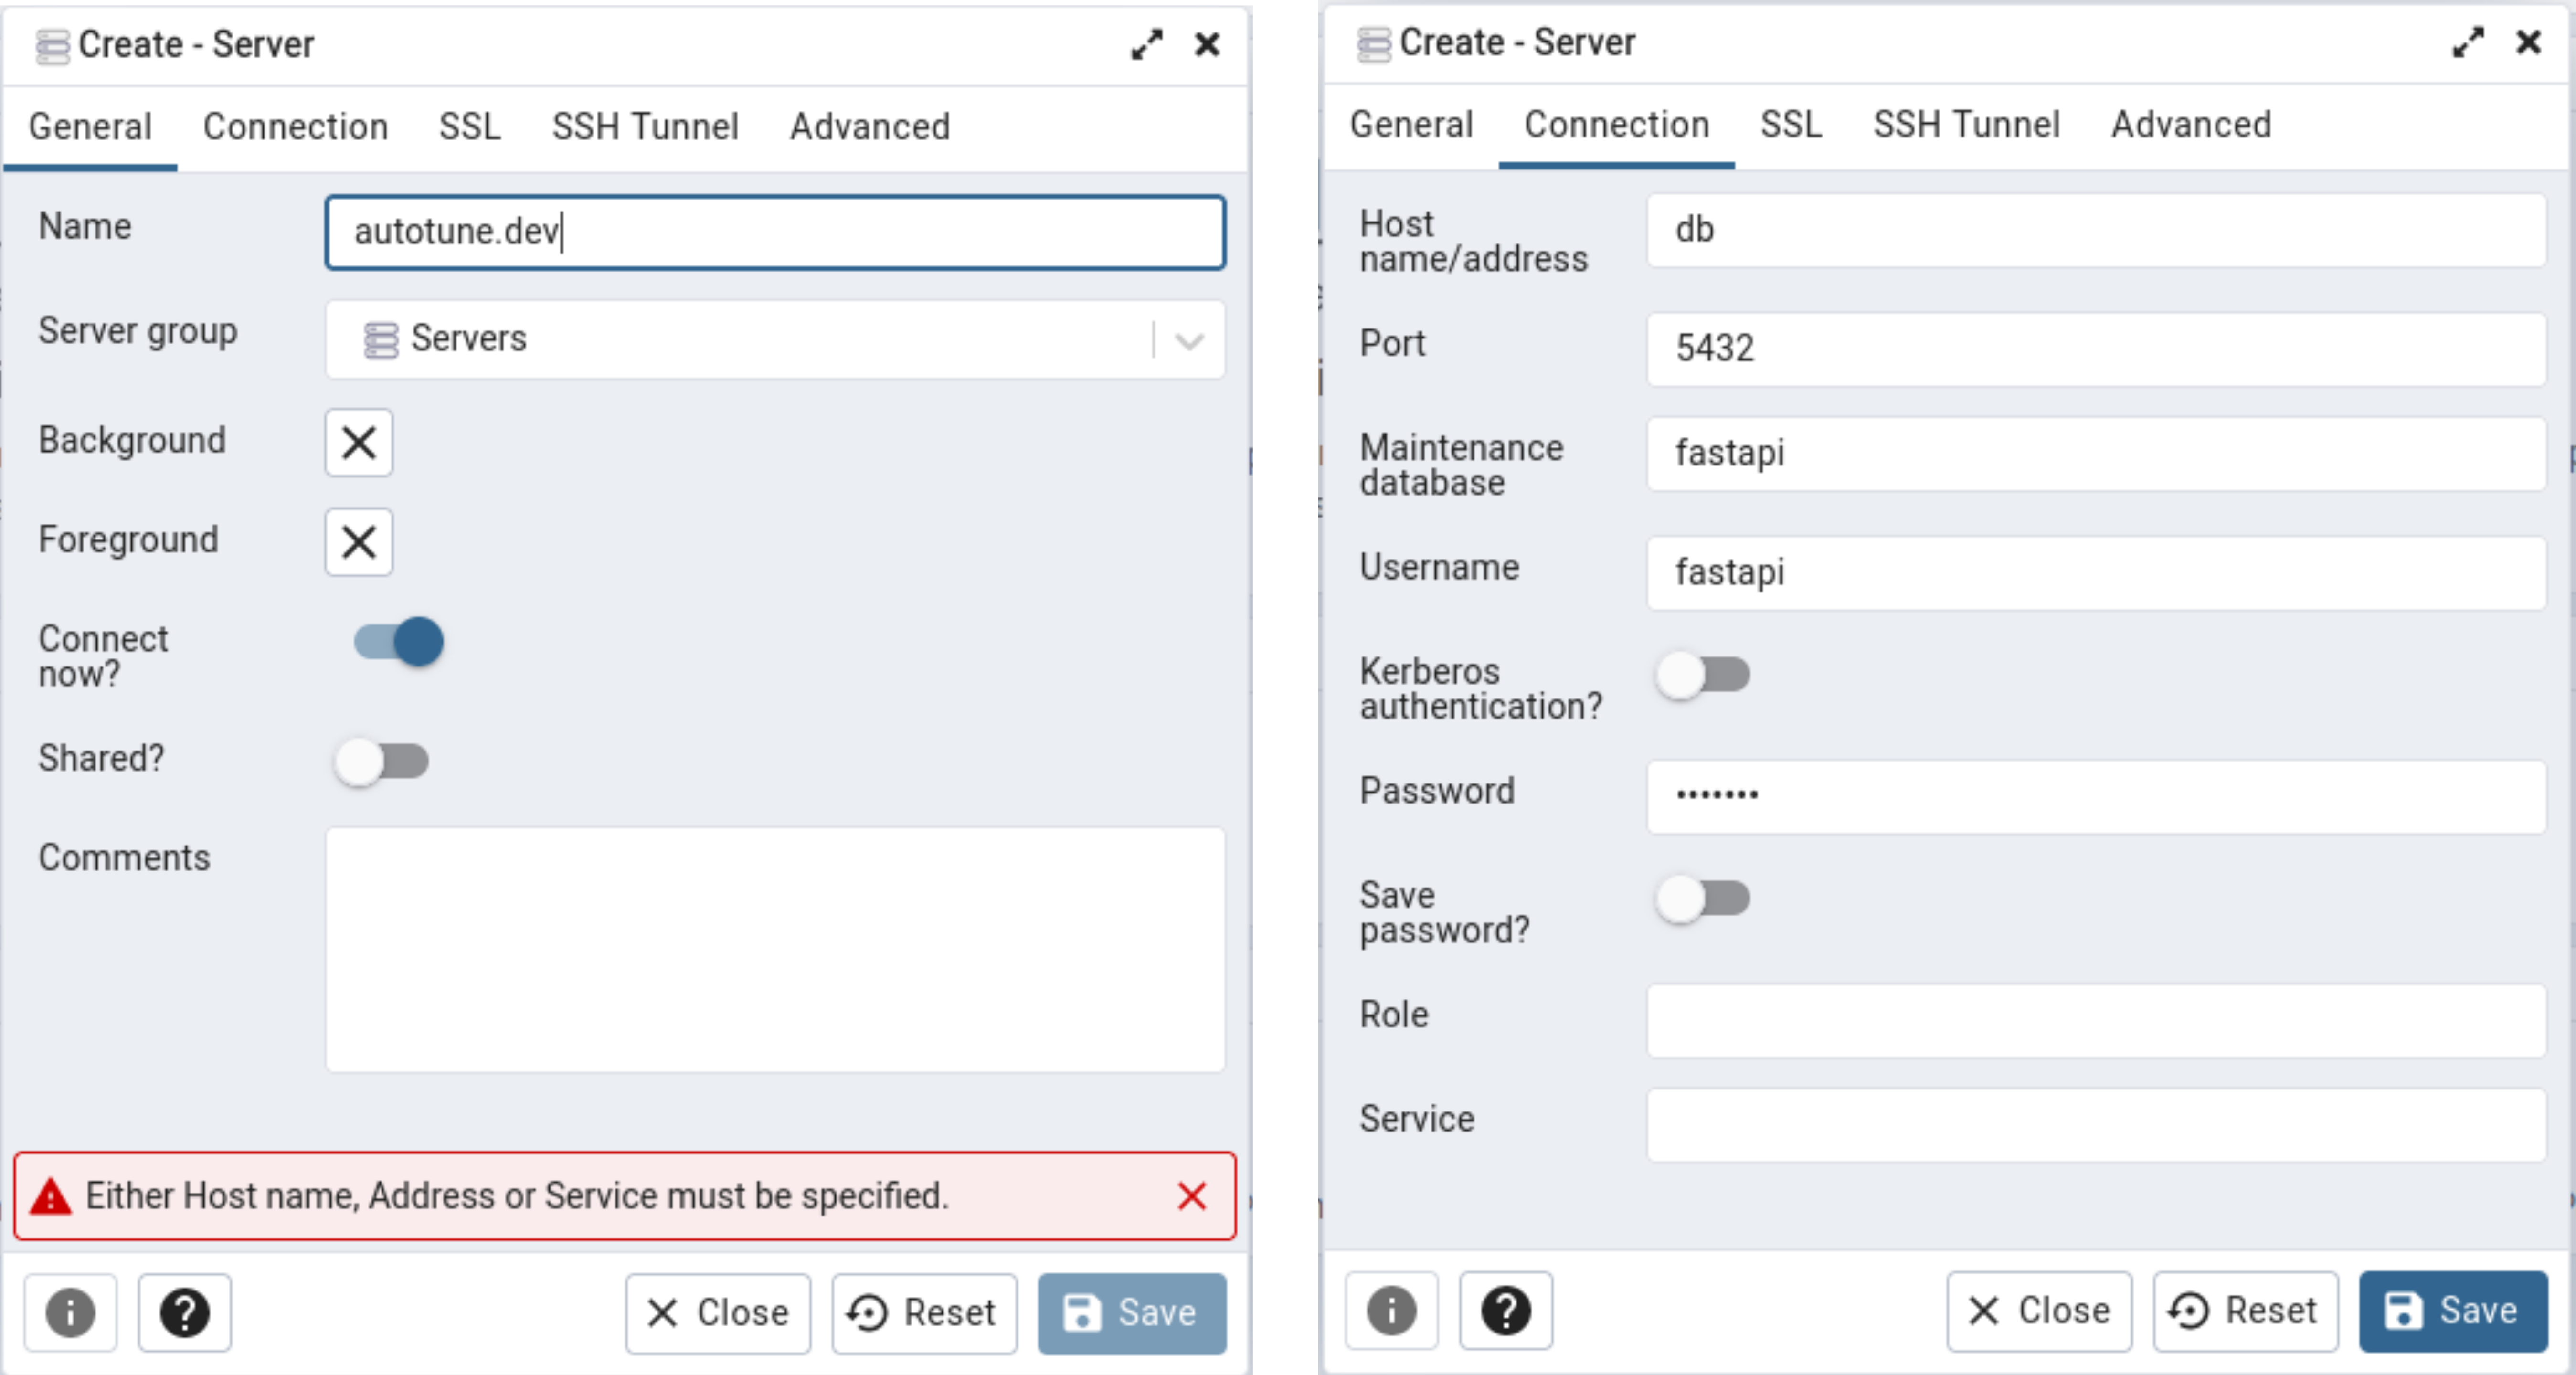 Create - Server
General Connection SSL SSH Tunnel Advanced
Name autotune.dev
Server group Servers
Background
Foreground
Connect
now?
Shared?
Comments
Either Host name, Address or Service must be specified.
Close Reset Save
Create - Server
General Connection SSL SSH Tunnel Advanced
Host
name/address db
Port 5432
Maintenance
database fastapi
Username fastapi
Kerberos
authentication?
Password •••••••
Save
password?
Role
Service
Close Reset Save